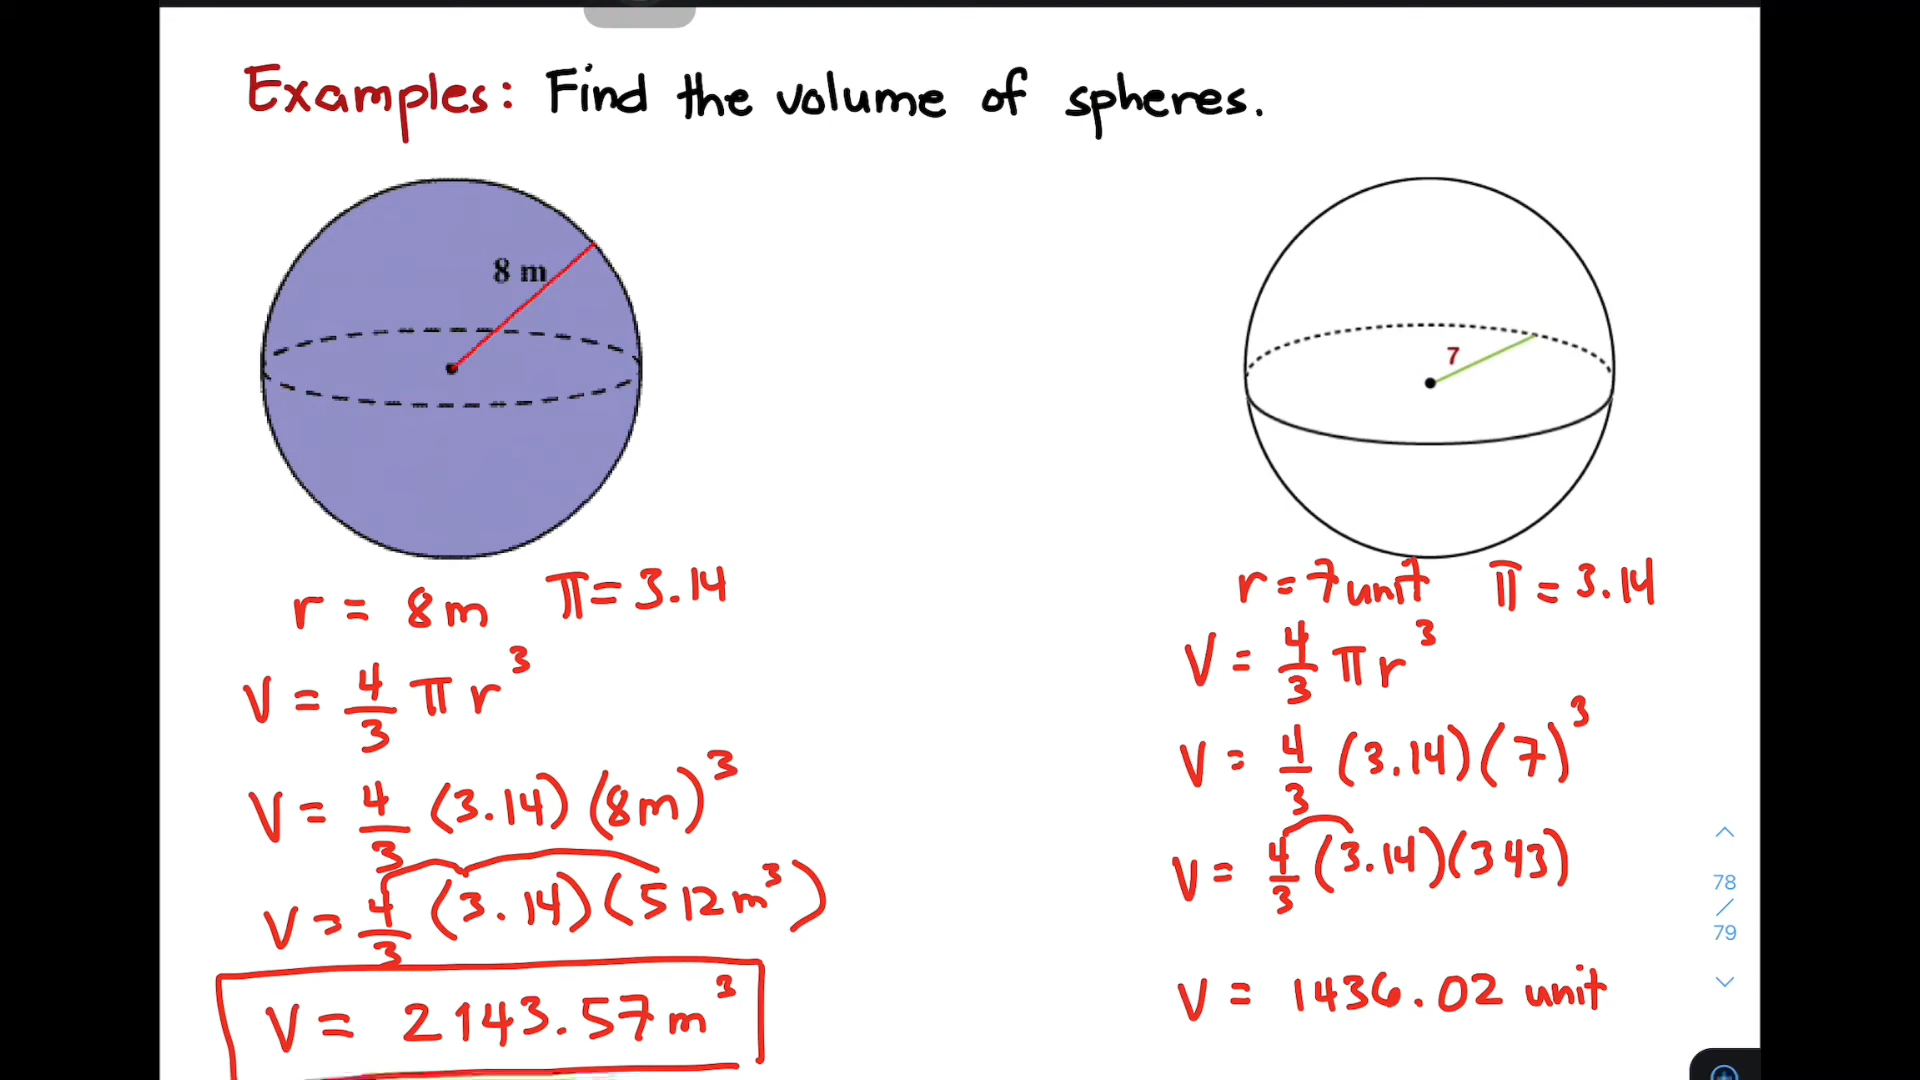 Examples: Find the volume of spheres.
8 m
r = 8m π = 3.14
V = 4/3 π r³
V = 4/3 (3.14) (8m)³
V = 4/3 (3.14) (512m³)
V = 2143.57 m³
7
r = 7 unit π = 3.14
V = 4/3 π r³
V = 4/3 (3.14) (7)³
V = 4/3 (3.14) (343)
V = 1436.02 unit
78
/
79